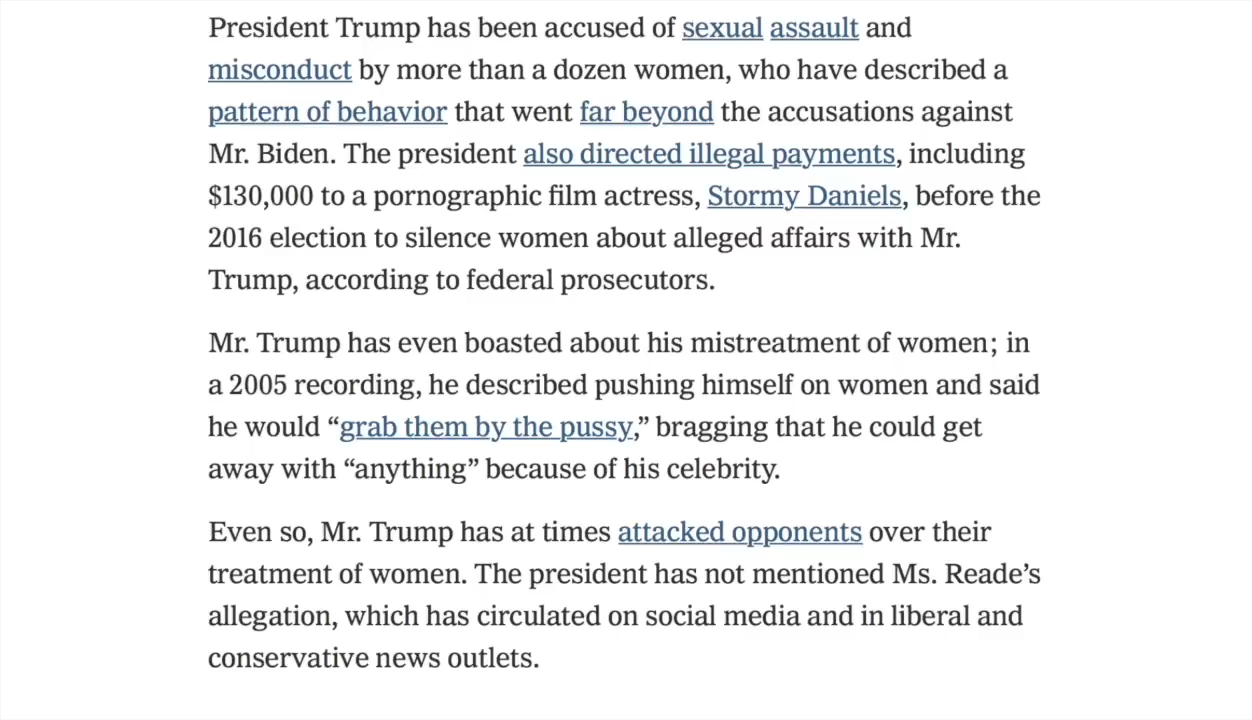 President Trump has been accused of sexual assault and
misconduct by more than a dozen women, who have described a
pattern of behavior that went far beyond the accusations against
Mr. Biden. The president also directed illegal payments, including
$130,000 to a pornographic film actress, Stormy Daniels, before the
2016 election to silence women about alleged affairs with Mr.
Trump, according to federal prosecutors.
Mr. Trump has even boasted about his mistreatment of women; in
a 2005 recording, he described pushing himself on women and said
he would “grab them by the pussy,” bragging that he could get
away with “anything” because of his celebrity.
Even so, Mr. Trump has at times attacked opponents over their
treatment of women. The president has not mentioned Ms. Reade’s
allegation, which has circulated on social media and in liberal and
conservative news outlets.